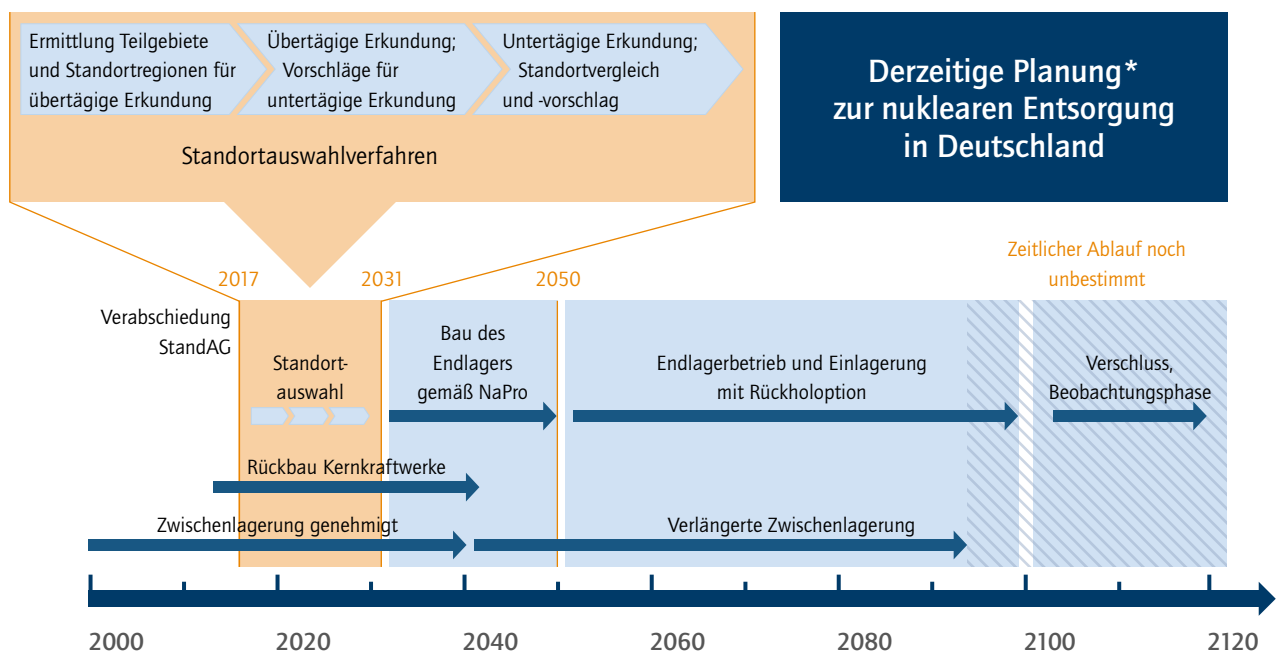 Ermittlung Teilgebiete
und Standortregionen für
übertägige Erkundung
Übertägige Erkundung;
Vorschläge für
untertägige Erkundung
Untertägige Erkundung;
Standortvergleich
und -vorschlag
Standortauswahlverfahren
Derzeitige Planung*
zur nuklearen Entsorgung
in Deutschland
2017
2031
2050
Zeitlicher Ablauf noch
unbestimmt
Verabschiedung
StandAG
Standort-
auswahl
Bau des
Endlagers
gemäß NaPro
Endlagerbetrieb und Einlagerung
mit Rückholoption
Verschluss,
Beobachtungsphase
Rückbau Kernkraftwerke
Zwischenlagerung genehmigt
Verlängerte Zwischenlagerung
2000
2020
2040
2060
2080
2100
2120